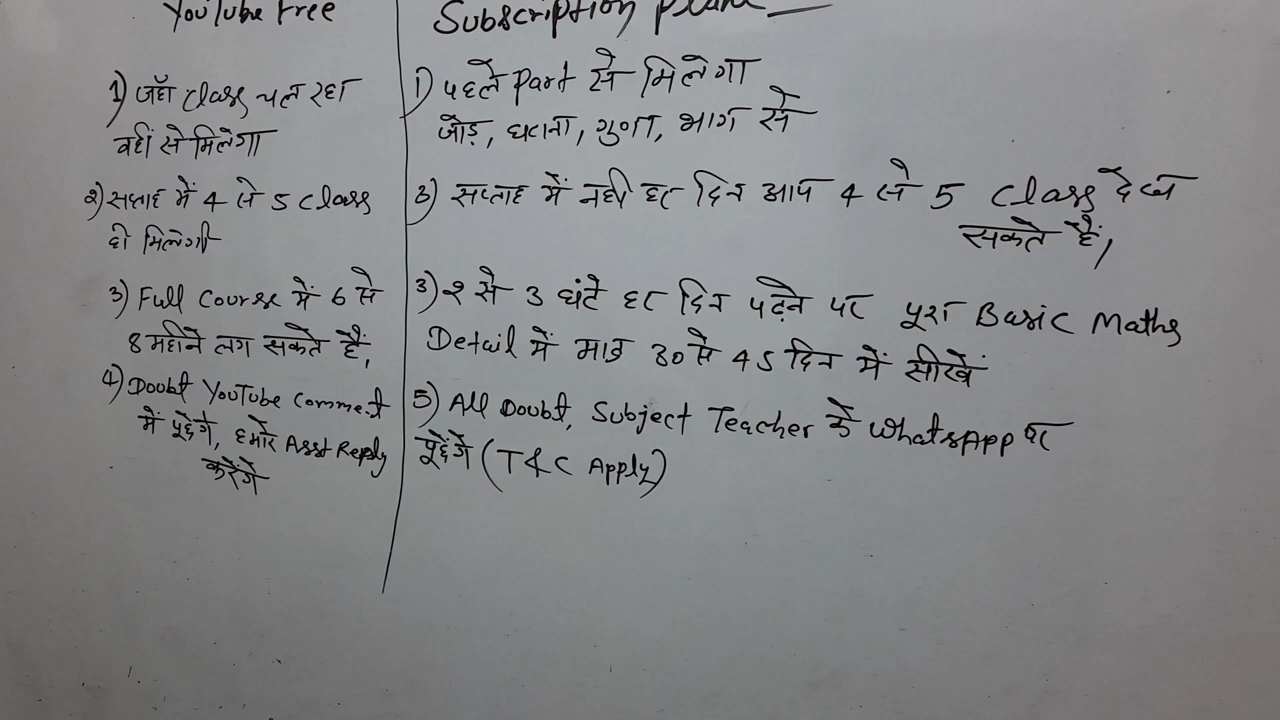 YouTube free
1) जहाँ class चल रहा
वहीं से मिलेगा
२) सप्ताह में 4 से 5 class
ही मिलेगी
3) Full Course में 6 से
8 महीने लग सकते हैं,
4) Doubt YouTube Comment
में पूछेंगे, हमारे Asst Reply
करेंगे
Subscription plan
1) पहले Part से मिलेगा
जोड़, घटाना, गुणा, भाग से
2) सप्ताह में नही हर दिन आप 4 से 5 class देख
सकते हैं,
3) २ से 3 घंटे हर दिन पढ़ने पर पूरा Basic Maths
Detail में मात्र 30 से 45 दिन में सीखें
5) All Doubt, Subject Teacher के WhatsApp पर
पूछेंगे (T&C Apply)